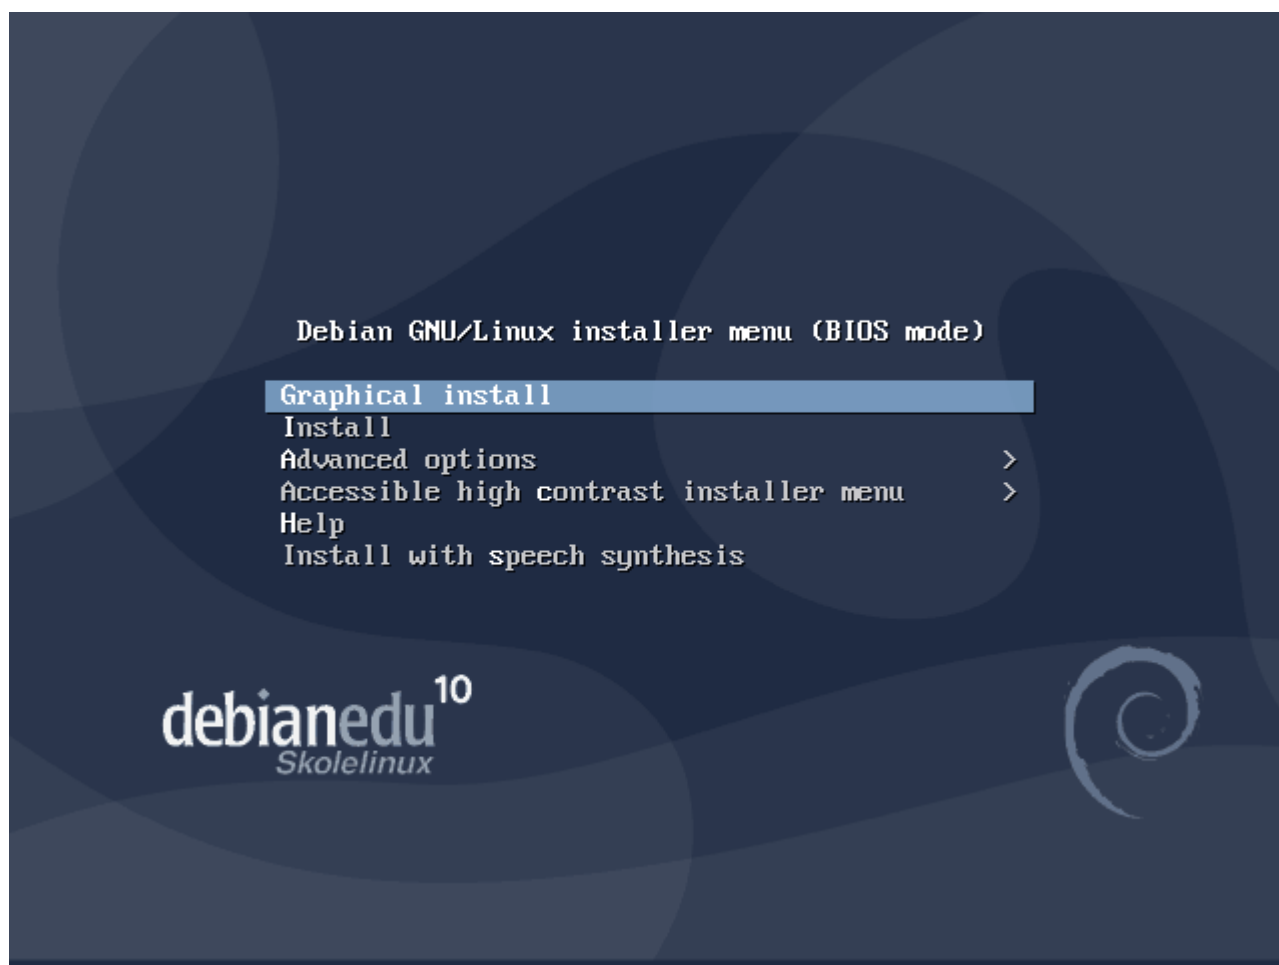 Debian GNU/Linux installer menu (BIOS mode)
Graphical install
Install
Advanced options >
Accessible high contrast installer menu >
Help
Install with speech synthesis
debianedu 10
Skolelinux